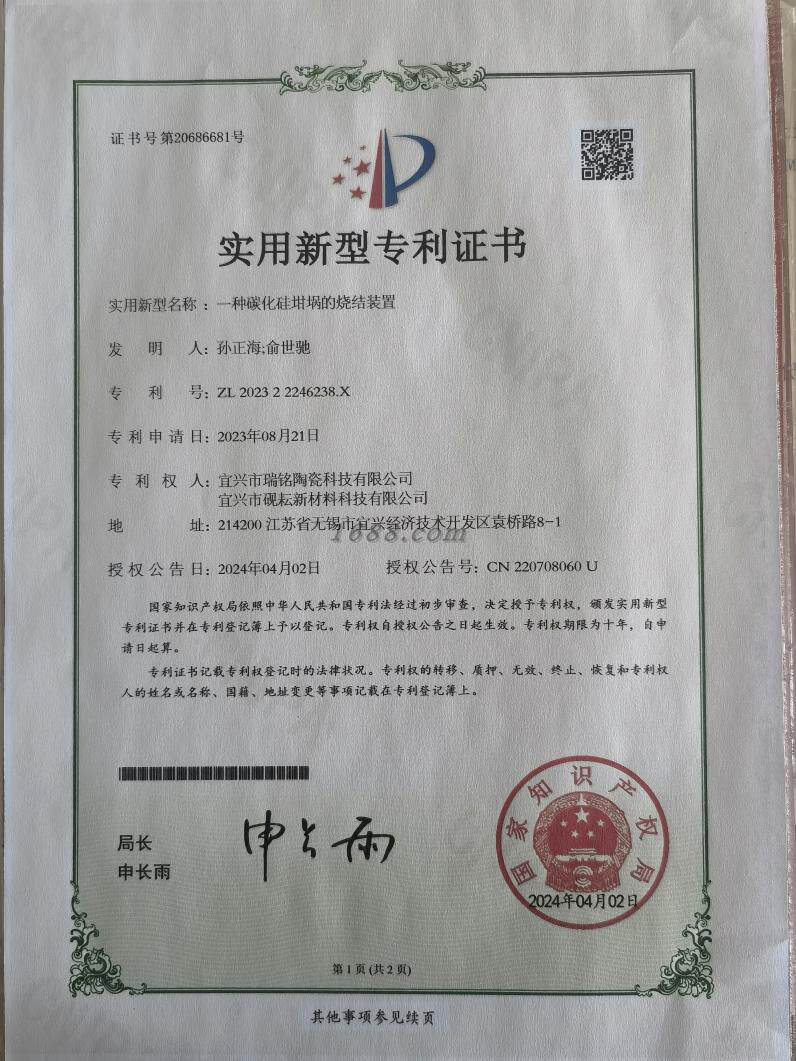 证书号第20686681号
实用新型专利证书
实用新型名称：一种碳化硅坩埚的烧结装置
发明人：孙正海;俞世驰
专利号：ZL 2023 2 2246238.X
专利申请日：2023年08月21日
专利权人：宜兴市瑞铭陶瓷科技有限公司
宜兴市砚耘新材料科技有限公司
地址：214200 江苏省无锡市宜兴经济技术开发区袁桥路8-1
1688.com
授权公告日：2024年04月02日 授权公告号：CN 220708060 U
国家知识产权局依照中华人民共和国专利法经过初步审查，决定授予专利权，颁发实用新型
专利证书并在专利登记簿上予以登记。专利权自授权公告之日起生效。专利权期限为十年，自申
请日起算。
专利证书记载专利权登记时的法律状况。专利权的转移、质押、无效、终止、恢复和专利权
人的姓名或名称、国籍、地址变更等事项记载在专利登记簿上。
局长
申长雨
申长雨
国家知识产权局
2024年04月02日
第1页(共2页)
其他事项参见续页